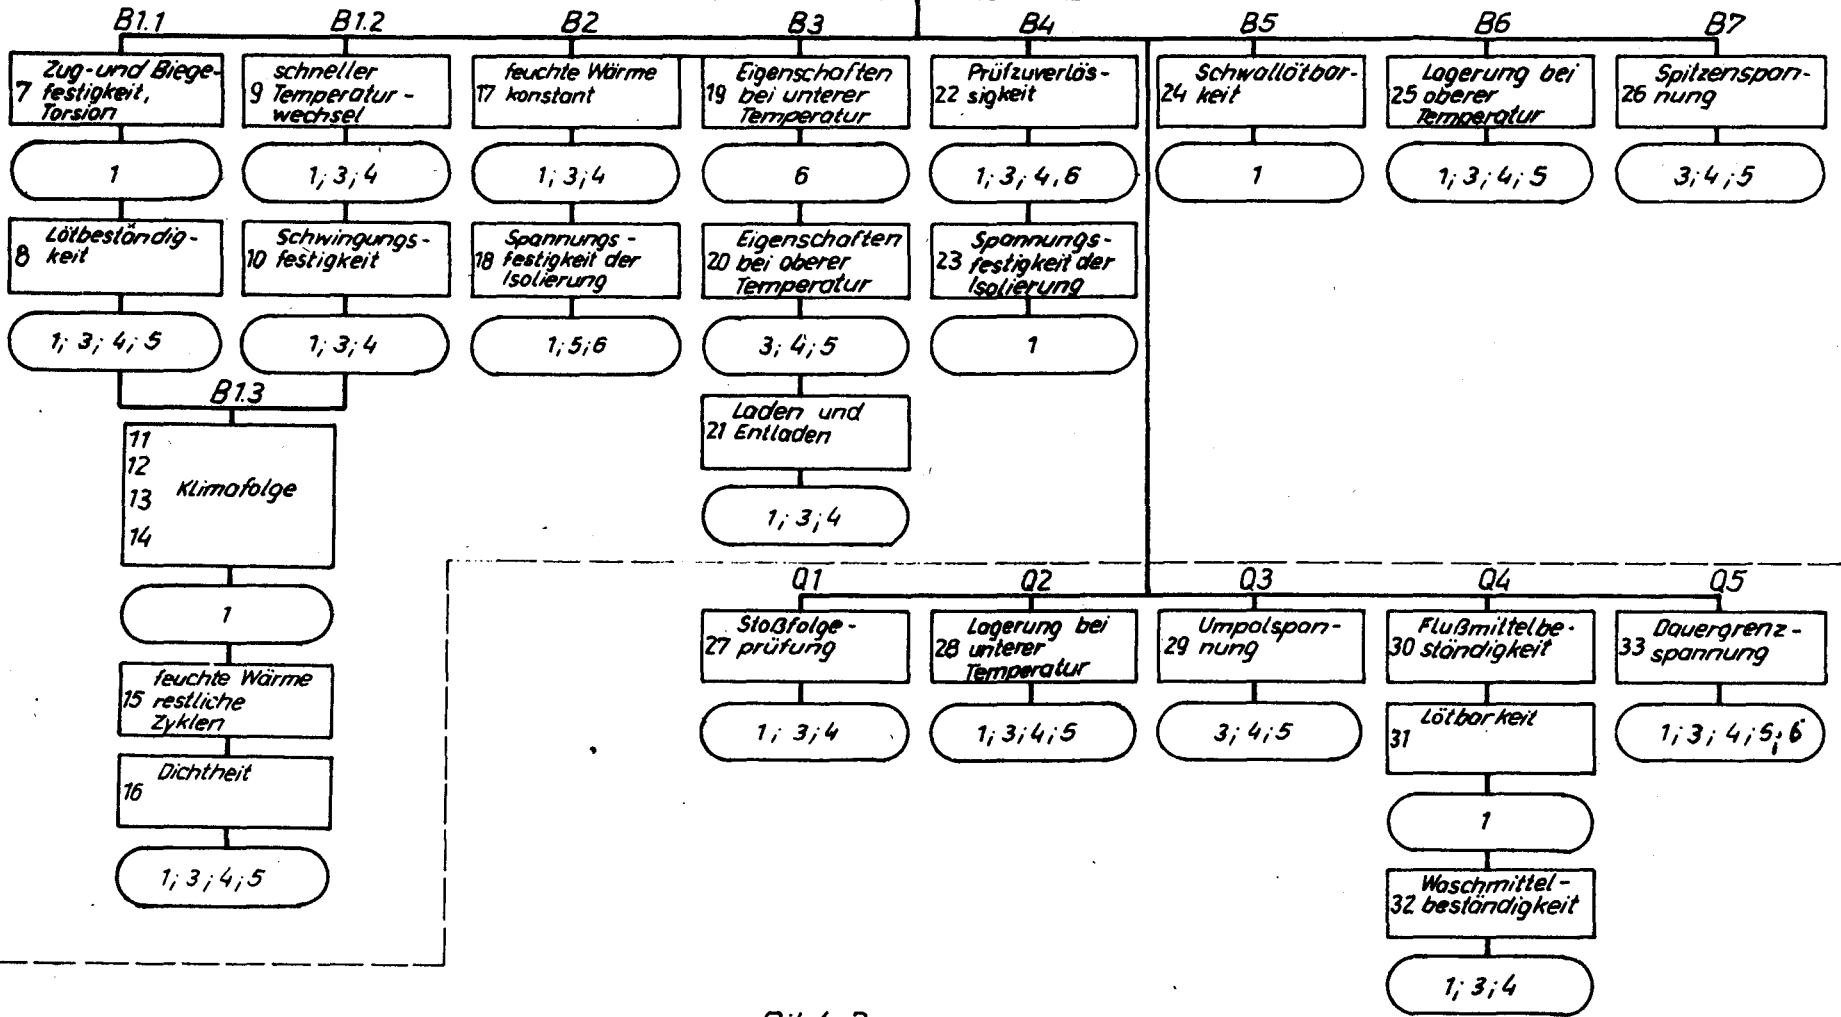 B1.1 B1.2 B2 B3 B4 B5 B6 B7
7 Zug- und Biege-
festigkeit,
Torsion
1
8 Lötbeständig-
keit
1; 3; 4; 5
9 schneller
Temperatur-
wechsel
1; 3; 4
10 Schwingungs-
festigkeit
1; 3; 4
B1.3
11
12
13
14
Klimafolge
1
15 feuchte Wärme
restliche
Zyklen
16 Dichtheit
1; 3; 4; 5
17 feuchte Wärme
konstant
1; 3; 4
18 Spannungs-
festigkeit der
Isolierung
1; 5; 6
19 Eigenschaften
bei unterer
Temperatur
6
20 Eigenschaften
bei oberer
Temperatur
3; 4; 5
21 Laden und
Entladen
1; 3; 4
22 Prüfzuverläs-
sigkeit
1; 3; 4, 6
23 Spannungs-
festigkeit der
Isolierung
1
24 Schwallötbar-
keit
1
25 Lagerung bei
oberer
Temperatur
1; 3; 4; 5
26 Spitzenspan-
nung
3; 4; 5
Q1 Q2 Q3 Q4 Q5
27 Stoßfolge-
prüfung
1; 3; 4
28 Lagerung bei
unterer
Temperatur
1; 3; 4; 5
29 Umpolspan-
nung
3; 4; 5
30 Flußmittelbe-
ständigkeit
31 Lötbarkeit
1
32 Waschmittel-
beständigkeit
1; 3; 4
33 Dauergrenz-
spannung
1; 3; 4; 5; 6